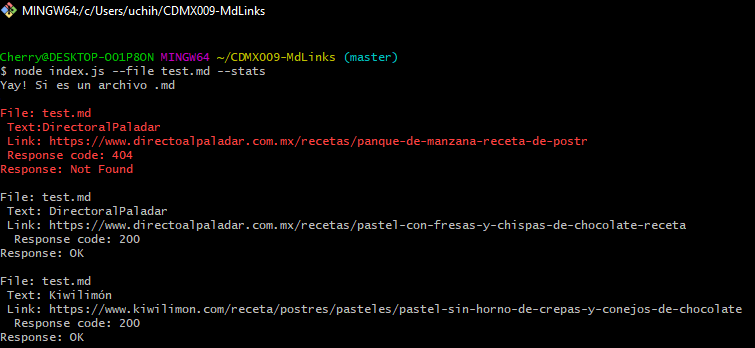 MINGW64:/c/Users/uchih/CDMX009-MdLinks
Cherry@DESKTOP-OO1P8ON MINGW64 ~/CDMX009-MdLinks (master)
$ node index.js --file test.md --stats
Yay! Si es un archivo .md
File: test.md
Text:DirectoralPaladar
Link: https://www.directoalpaladar.com.mx/recetas/panque-de-manzana-receta-de-postr
Response code: 404
Response: Not Found
File: test.md
Text: DirectoralPaladar
Link: https://www.directoalpaladar.com.mx/recetas/pastel-con-fresas-y-chispas-de-chocolate-receta
Response code: 200
Response: OK
File: test.md
Text: Kiwilimón
Link: https://www.kiwilimon.com/receta/postres/pasteles/pastel-sin-horno-de-crepas-y-conejos-de-chocolate
Response code: 200
Response: OK